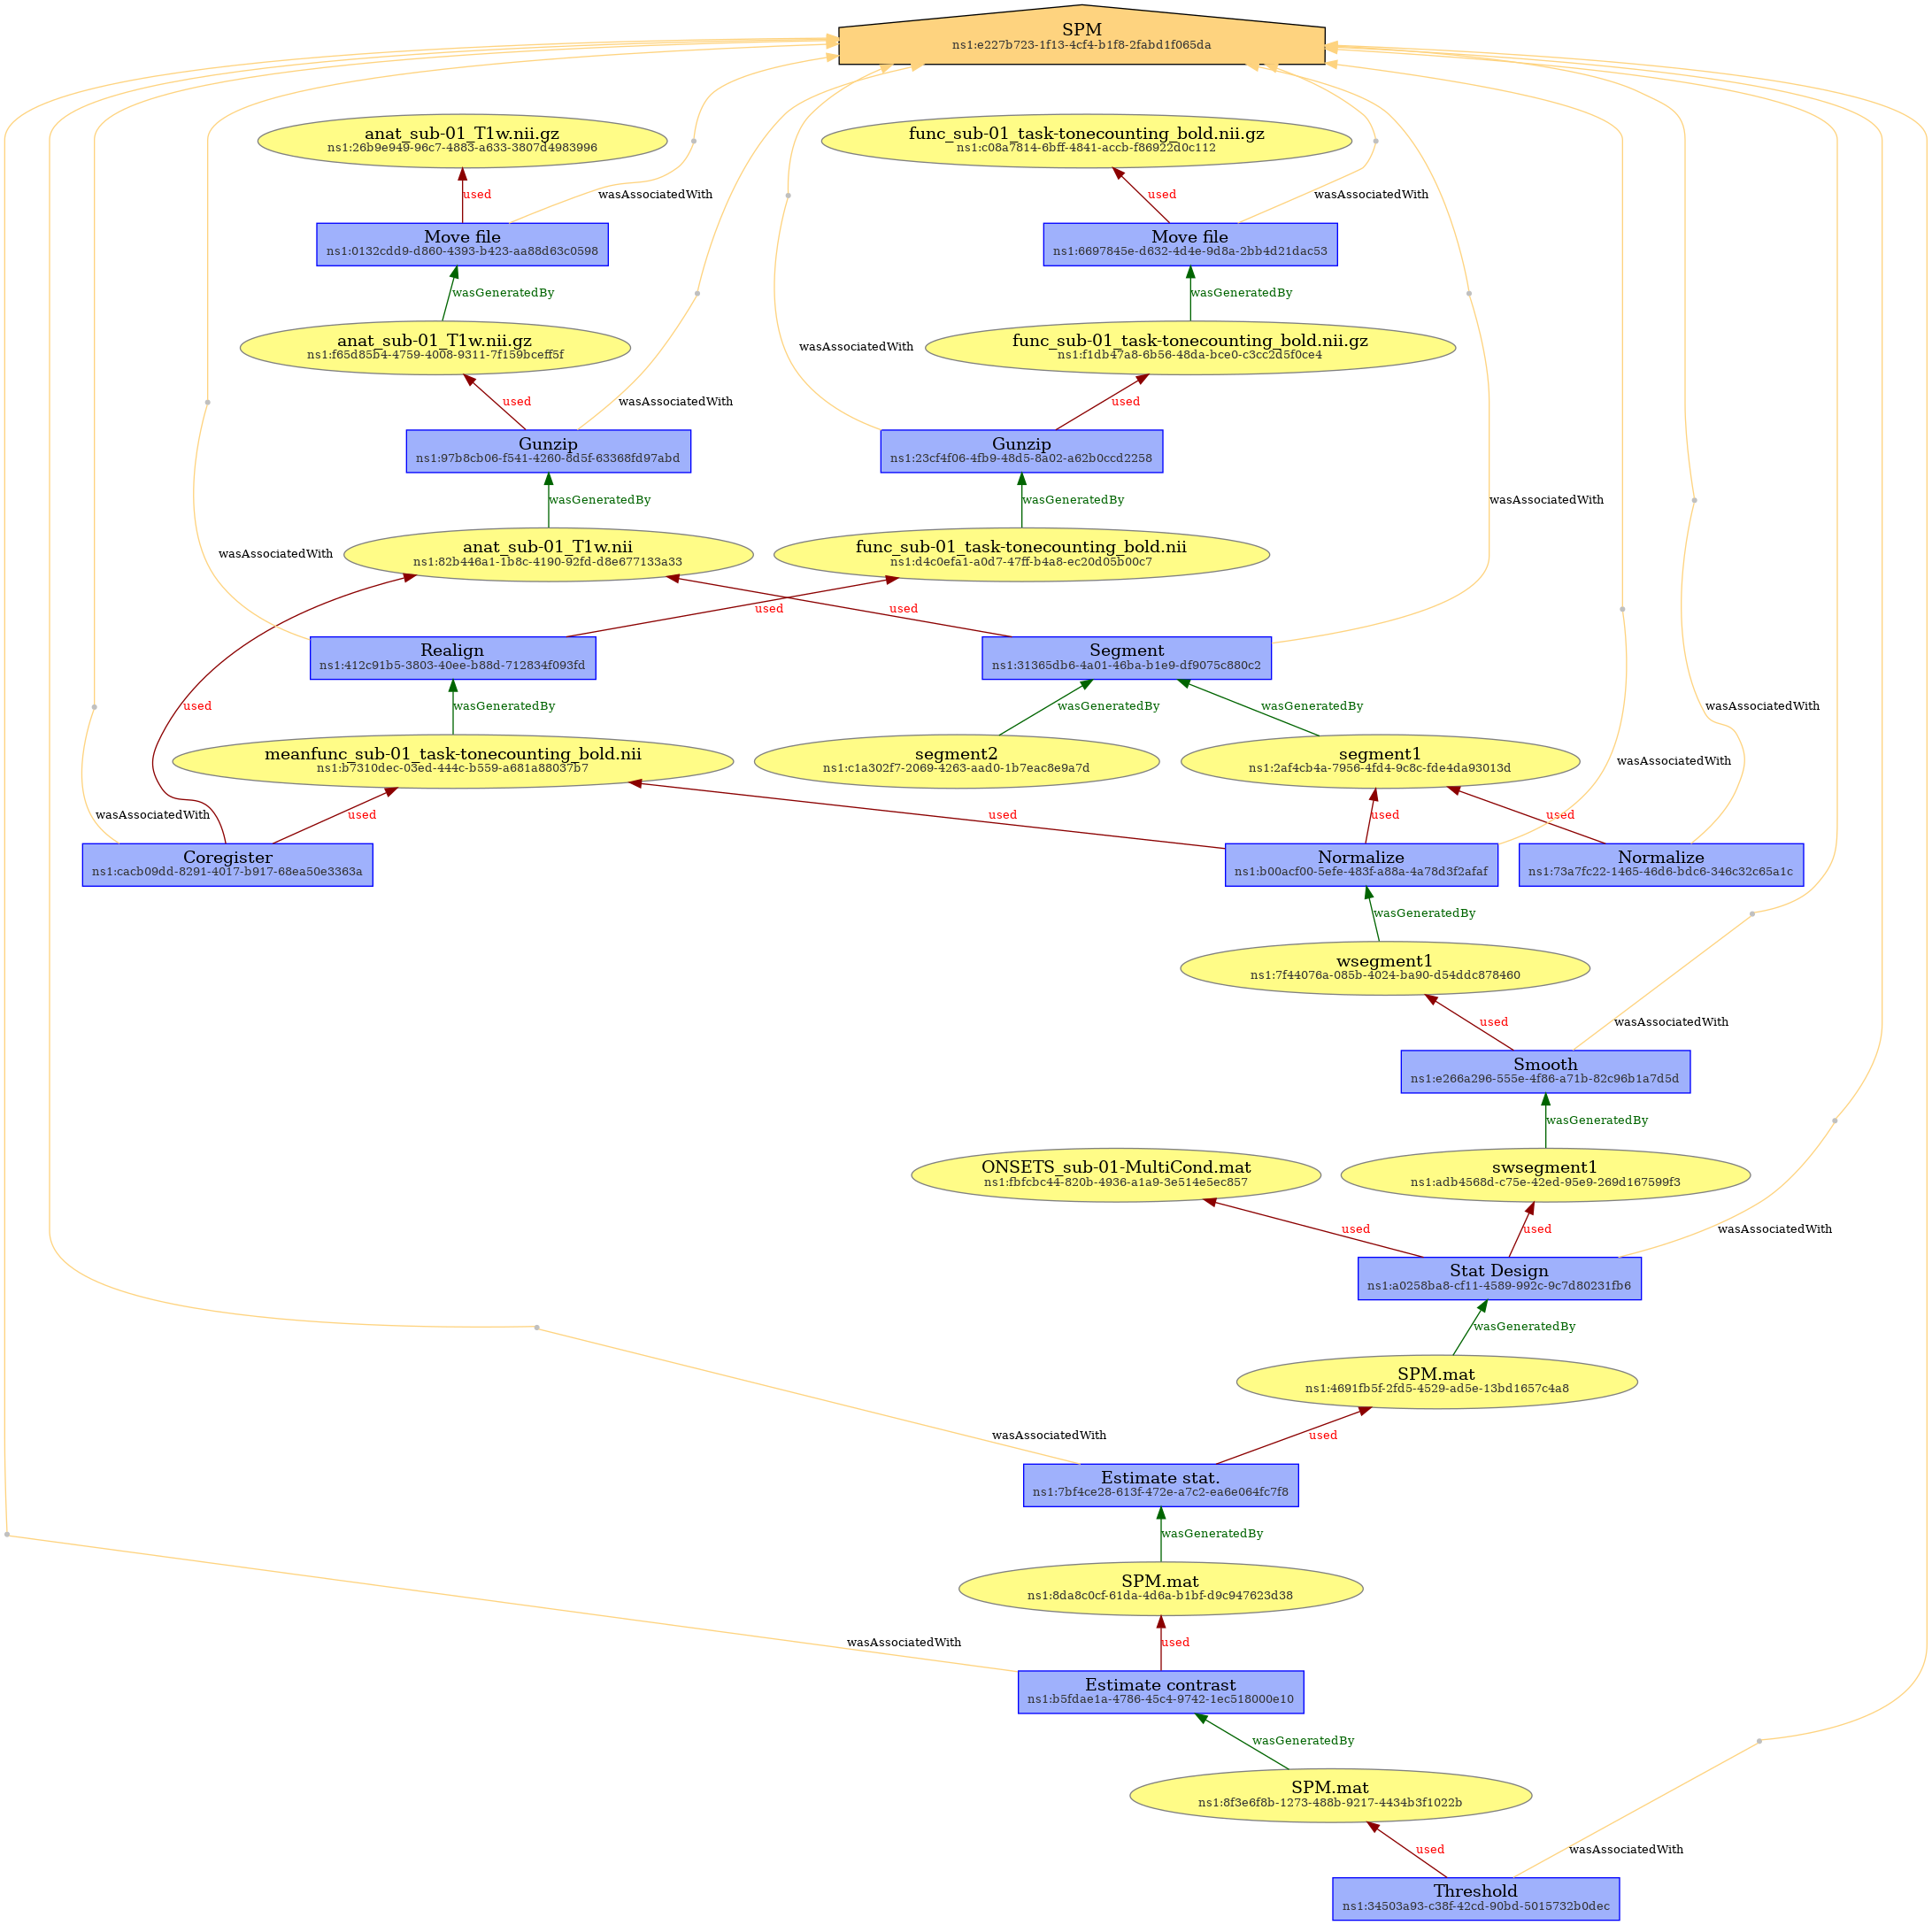 SPM
ns1:e227b723-1f13-4cf4-b1f8-2fabd1f065da
anat_sub-01_T1w.nii.gz
ns1:26b9e949-96c7-4883-a633-3807d4983996
func_sub-01_task-tonecounting_bold.nii.gz
ns1:c08a7814-6bff-4841-accb-f86922d0c112
used
wasAssociatedWith
used
wasAssociatedWith
Move file
ns1:0132cdd9-d860-4393-b423-aa88d63c0598
Move file
ns1:6697845e-d632-4d4e-9d8a-2bb4d21dac53
wasGeneratedBy
wasGeneratedBy
anat_sub-01_T1w.nii.gz
ns1:f65d85b4-4759-4008-9311-7f159bceff5f
wasAssociatedWith
func_sub-01_task-tonecounting_bold.nii.gz
ns1:f1db47a8-6b56-48da-bce0-c3cc2d5f0ce4
used
wasAssociatedWith
used
Gunzip
ns1:97b8cb06-f541-4260-8d5f-63368fd97abd
Gunzip
ns1:23cf4f06-4fb9-48d5-8a02-a62b0ccd2258
wasGeneratedBy
wasGeneratedBy
wasAssociatedWith
wasAssociatedWith
anat_sub-01_T1w.nii
ns1:82b446a1-1b8c-4190-92fd-d8e677133a33
func_sub-01_task-tonecounting_bold.nii
ns1:d4c0efa1-a0d7-47ff-b4a8-ec20d05b00c7
used
used
Realign
ns1:412c91b5-3803-40ee-b88d-712834f093fd
Segment
ns1:31365db6-4a01-46ba-b1e9-df9075c880c2
used
wasGeneratedBy
wasGeneratedBy
wasGeneratedBy
wasAssociatedWith
meanfunc_sub-01_task-tonecounting_bold.nii
ns1:b7310dec-03ed-444c-b559-a681a88037b7
segment2
ns1:c1a302f7-2069-4263-aad0-1b7eac8e9a7d
segment1
ns1:2af4cb4a-7956-4fd4-9c8c-fde4da93013d
wasAssociatedWith
wasAssociatedWith
used
used
used
used
Coregister
ns1:cacb09dd-8291-4017-b917-68ea50e3363a
Normalize
ns1:b00acf00-5efe-483f-a88a-4a78d3f2afaf
Normalize
ns1:73a7fc22-1465-46d6-bdc6-346c32c65a1c
wasGeneratedBy
wsegment1
ns1:7f44076a-085b-4024-ba90-d54ddc878460
used
wasAssociatedWith
Smooth
ns1:e266a296-555e-4f86-a71b-82c96b1a7d5d
wasGeneratedBy
ONSETS_sub-01-MultiCond.mat
ns1:fbfcbc44-820b-4936-a1a9-3e514e5ec857
swsegment1
ns1:adb4568d-c75e-42ed-95e9-269d167599f3
used
used
wasAssociatedWith
Stat Design
ns1:a0258ba8-cf11-4589-992c-9c7d80231fb6
wasGeneratedBy
SPM.mat
ns1:4691fb5f-2fd5-4529-ad5e-13bd1657c4a8
wasAssociatedWith
used
Estimate stat.
ns1:7bf4ce28-613f-472e-a7c2-ea6e064fc7f8
wasGeneratedBy
SPM.mat
ns1:8da8c0cf-61da-4d6a-b1bf-d9c947623d38
wasAssociatedWith
used
Estimate contrast
ns1:b5fdae1a-4786-45c4-9742-1ec518000e10
wasGeneratedBy
SPM.mat
ns1:8f3e6f8b-1273-488b-9217-4434b3f1022b
used
wasAssociatedWith
Threshold
ns1:34503a93-c38f-42cd-90bd-5015732b0dec